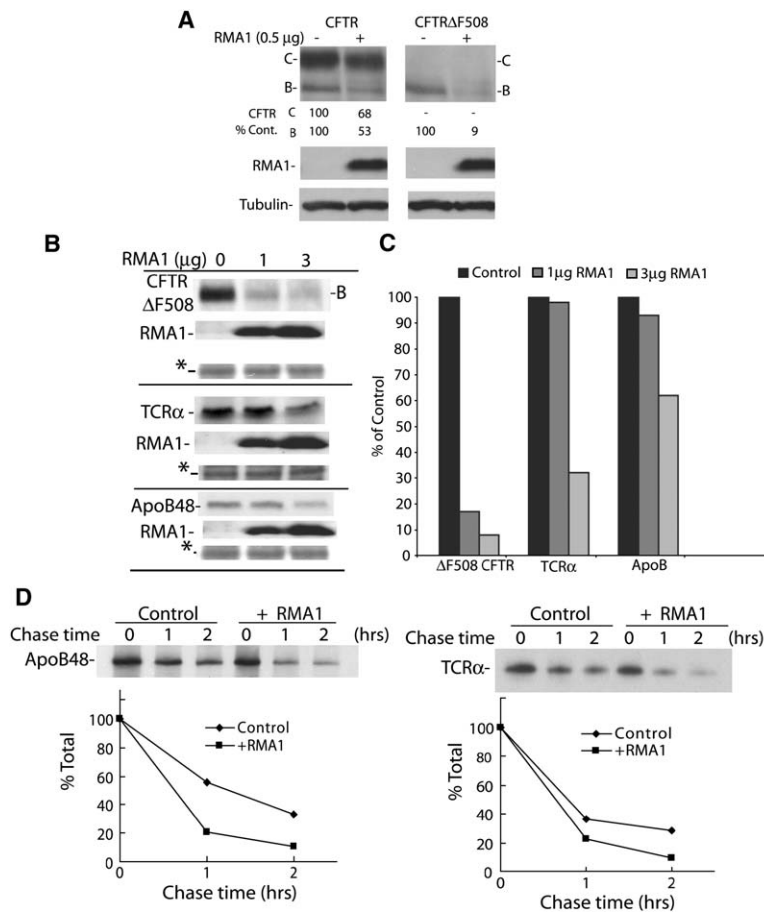 A
CFTR CFTRΔF508
RMA1 (0.5 µg) - + - +
C- -C
B- -B
CFTR C 100 68 - -
% Cont. B 100 53 100 9
RMA1-
Tubulin-
B
RMA1 (µg) 0 1 3
CFTR
ΔF508 -B
RMA1-
*-
TCRα -
RMA1-
*-
ApoB48-
RMA1-
*-
C
Control 1µg RMA1 3µg RMA1
% of Control
100
90
80
70
60
50
40
30
20
10
0
ΔF508 CFTR TCRα ApoB
D
Control + RMA1
Chase time 0 1 2 0 1 2 (hrs)
ApoB48-
% Total
100
80
60
40
20
0
Control
+RMA1
0 1 2
Chase time (hrs)
Control + RMA1
Chase time 0 1 2 0 1 2 (hrs)
TCRα-
% Total
100
80
60
40
20
0
Control
+RMA1
0 1 2
Chase time (hrs)